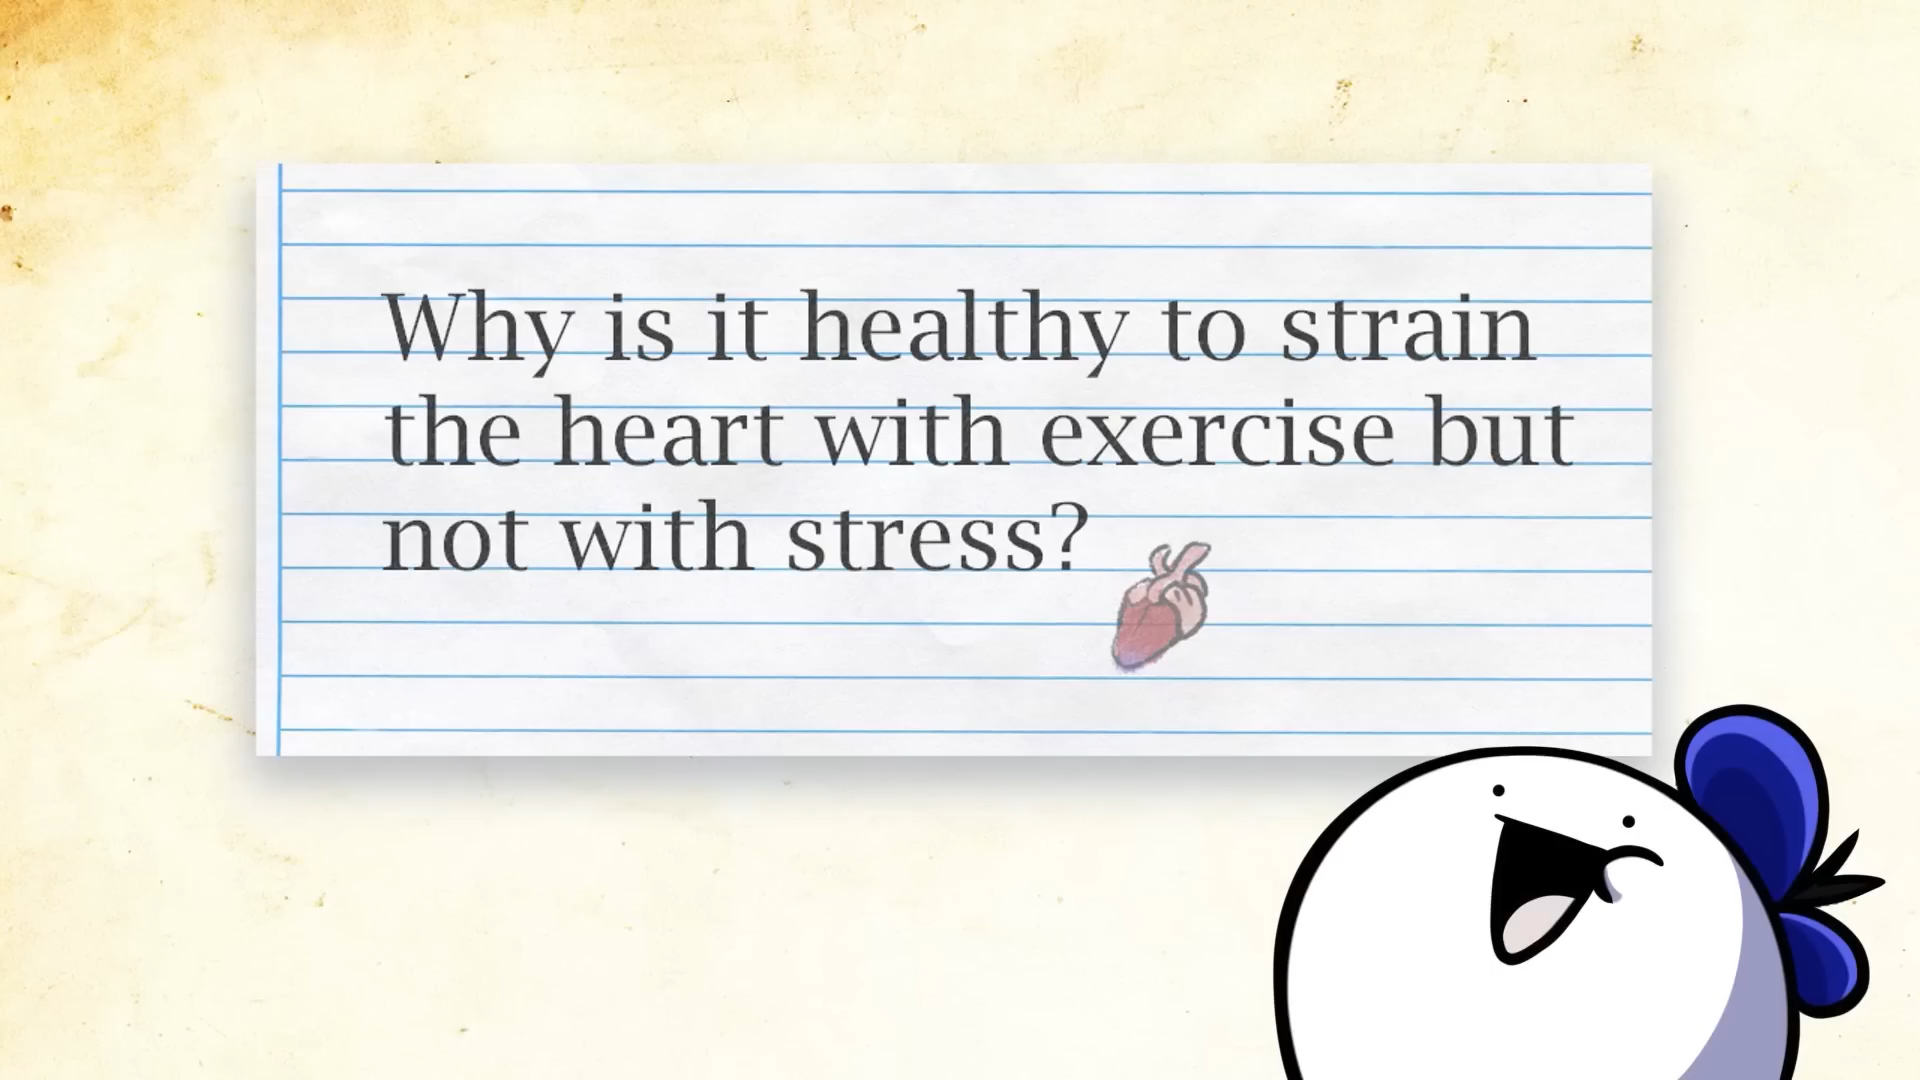 Why is it healthy to strain
the heart with exercise but
not with stress?